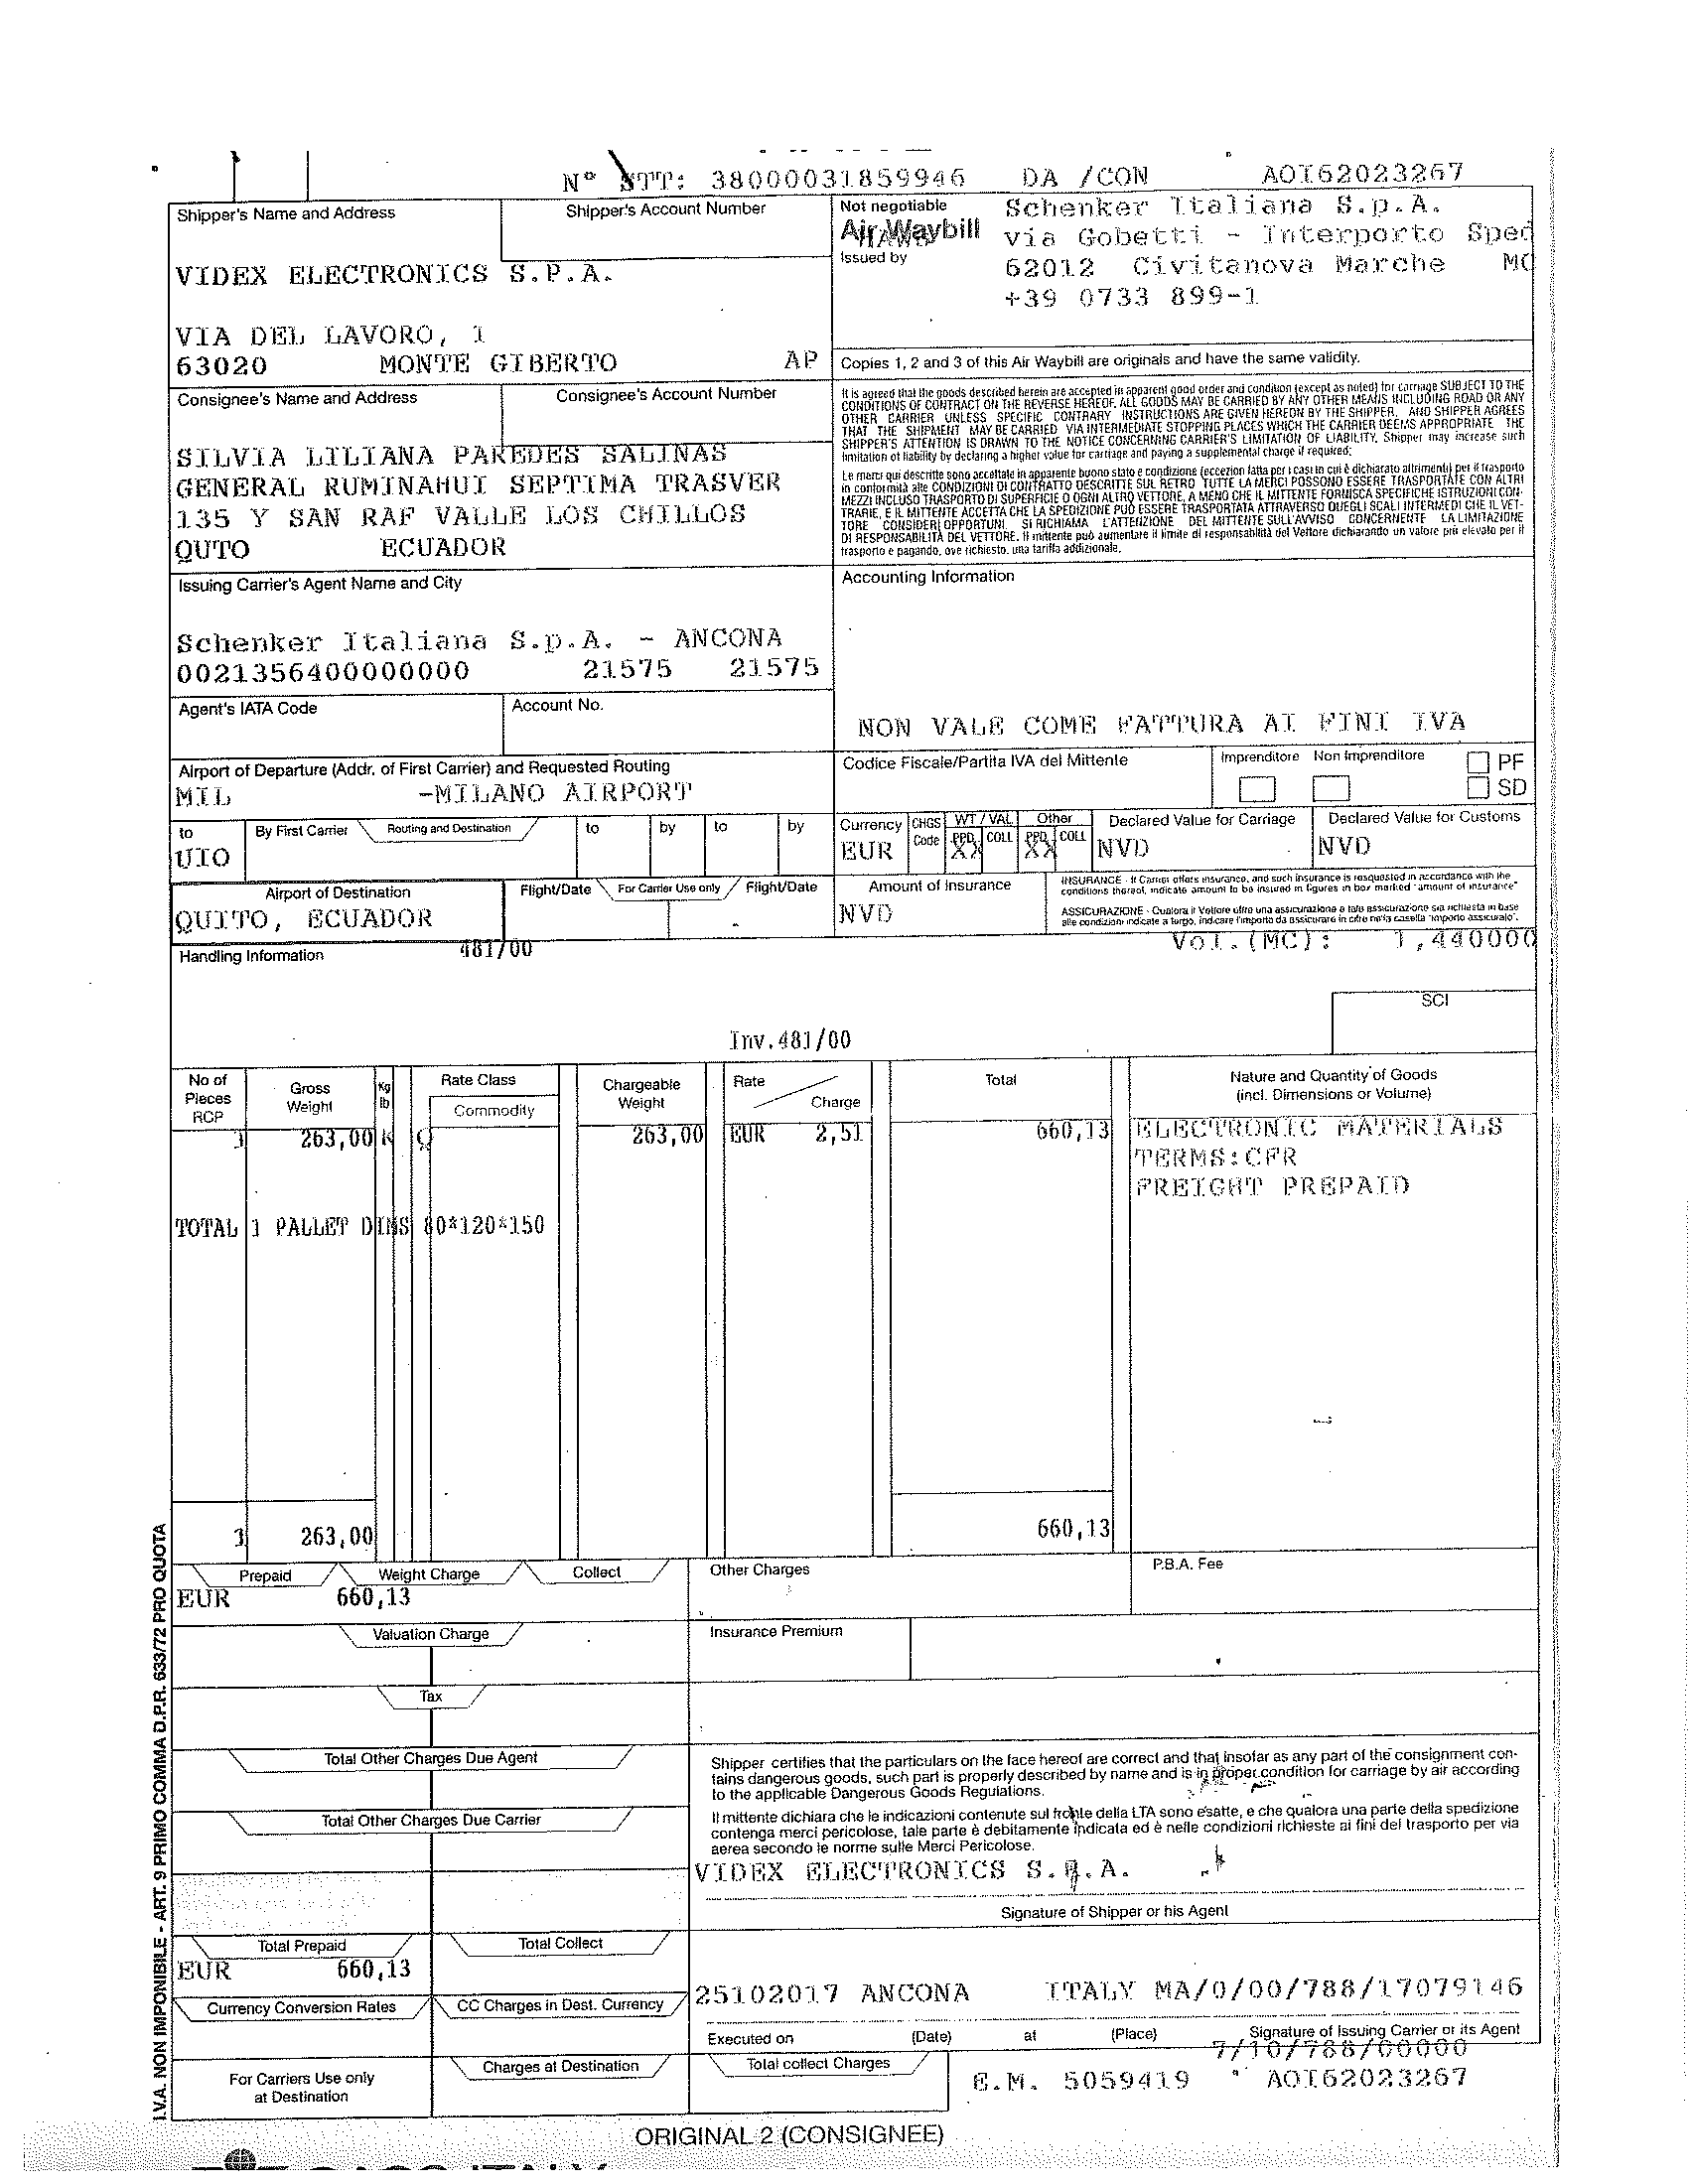 N° STT: 38000031859946 DA /CON AOI62023267
Shipper's Name and Address
Shipper's Account Number
VIDEX ELECTRONICS S.P.A.
VIA DEL LAVORO, 1
63020 MONTE GIBERTO AP
Not negotiable
Air Waybill
HAWB
Issued by
Schenker Italiana S.p.A.
via Gobetti - Interporto Sped
62012 Civitanova Marche MC
+39 0733 899-1
Copies 1, 2 and 3 of this Air Waybill are originals and have the same validity.
Consignee's Name and Address
Consignee's Account Number
SILVIA LILIANA PAREDES SALINAS
GENERAL RUMINAHUI SEPTIMA TRASVER
135 Y SAN RAF VALLE LOS CHILLOS
QUTO ECUADOR
It is agreed that the goods described herein are accepted in apparent good order and condition (except as noted) for carriage SUBJECT TO THE
CONDITIONS OF CONTRACT ON THE REVERSE HEREOF. ALL GOODS MAY BE CARRIED BY ANY OTHER MEANS INCLUDING ROAD OR ANY
OTHER CARRIER UNLESS SPECIFIC CONTRARY INSTRUCTIONS ARE GIVEN HEREON BY THE SHIPPER, AND SHIPPER AGREES
THAT THE SHIPMENT MAY BE CARRIED VIA INTERMEDIATE STOPPING PLACES WHICH THE CARRIER DEEMS APPROPRIATE THE
SHIPPER'S ATTENTION IS DRAWN TO THE NOTICE CONCERNING CARRIER'S LIMITATION OF LIABILITY. Shipper may increase such
limitation of liability by declaring a higher value for carriage and paying a supplemental charge if required.
Le merci qui descritte sono accettate in apparente buono stato e condizione (eccezion fatta per i casi in cui è dichiarato altrimenti) per il trasporto
in conformità alle CONDIZIONI DI CONTRATTO DESCRITTE SUL RETRO TUTTE LA MERCI POSSONO ESSERE TRASPORTATE CON ALTRI
MEZZI INCLUSO TRASPORTO DI SUPERFICIE O OGNI ALTRO VETTORE, A MENO CHE IL MITTENTE FORNISCA SPECIFICHE ISTRUZIONI CON-
TRARIE, E IL MITTENTE ACCETTA CHE LA SPEDIZIONE PUÒ ESSERE TRASPORTATA ATTRAVERSO QUEGLI SCALI INTERMEDI CHE IL VET-
TORE CONSIDERI OPPORTUNI. SI RICHIAMA L'ATTENZIONE DEL MITTENTE SULL'AVVISO CONCERNENTE LA LIMITAZIONE
DI RESPONSABILITÀ DEL VETTORE. Il mittente può aumentare il limite di responsabilità del Vettore dichiarando un valore più elevato per il
trasporto e pagando, ove richiesto, una tariffa addizionale.
Issuing Carrier's Agent Name and City
Schenker Italiana S.p.A. - ANCONA
0021356400000000 21575 21575
Accounting Information
NON VALE COME FATTURA AI FINI IVA
Agent's IATA Code
Account No.
Airport of Departure (Addr. of First Carrier) and Requested Routing
MIL -MILANO AIRPORT
Codice Fiscale/Partita IVA del Mittente
Imprenditore Non Imprenditore
PF
SD
to By First Carrier Routing and Destination to by to by
UIO
Currency CHGS Code WT / VAL Other Declared Value for Carriage Declared Value for Customs
PPD COLL PPD COLL
EUR XX XX NVD NVD
Airport of Destination Flight/Date For Carrier Use only Flight/Date Amount of Insurance
QUITO, ECUADOR NVD
INSURANCE - If Carrier offers insurance, and such insurance is requested in accordance with the
conditions thereof, indicate amount to be insured in figures in box marked "amount of insurance"
ASSICURAZIONE - Qualora il Vettore offra una assicurazione e tale assicurazione sia richiesta in base
alle condizioni indicate a tergo, indicare l'importo da assicurare in cifre nella casella "importo assicurato".
Handling Information 481/00 Vol.(MC): 1,440000
SCI
Inv.481/00
No of Pieces RCP
Gross Weight
Kg lb
Rate Class
Commodity
Chargeable Weight
Rate
Charge
Total
Nature and Quantity of Goods
(incl. Dimensions or Volume)
1 263,00 K Q 263,00 EUR 2,51 660,13 ELECTRONIC MATERIALS
TERMS:CFR
FREIGHT PREPAID
TOTAL 1 PALLET DIMS 80*120*150
1 263,00 660,13
Prepaid Weight Charge Collect Other Charges P.B.A. Fee
EUR 660,13
Valuation Charge Insurance Premium
Tax
Total Other Charges Due Agent
Shipper certifies that the particulars on the face hereof are correct and that insofar as any part of the consignment con-
tains dangerous goods, such part is properly described by name and is in proper condition for carriage by air according
to the applicable Dangerous Goods Regulations.
Total Other Charges Due Carrier
Il mittente dichiara che le indicazioni contenute sul fronte della LTA sono esatte, e che qualora una parte della spedizione
contenga merci pericolose, tale parte è debitamente indicata ed è nelle condizioni richieste ai fini del trasporto per via
aerea secondo le norme sulle Merci Pericolose.
VIDEX ELECTRONICS S.p.A.
Signature of Shipper or his Agent
Total Prepaid Total Collect
EUR 660,13
25102017 ANCONA ITALY MA/0/00/788/17079146
Currency Conversion Rates CC Charges in Dest. Currency
Executed on (Date) at (Place) Signature of Issuing Carrier or its Agent
7/10/788/00000
For Carriers Use only
at Destination
Charges at Destination
Total collect Charges
E.M. 5059419 AOI62023267
ORIGINAL 2 (CONSIGNEE)
I.V.A. NON IMPONIBILE - ART. 9 PRIMO COMMA D.P.R. 633/72 PRO QUOTA